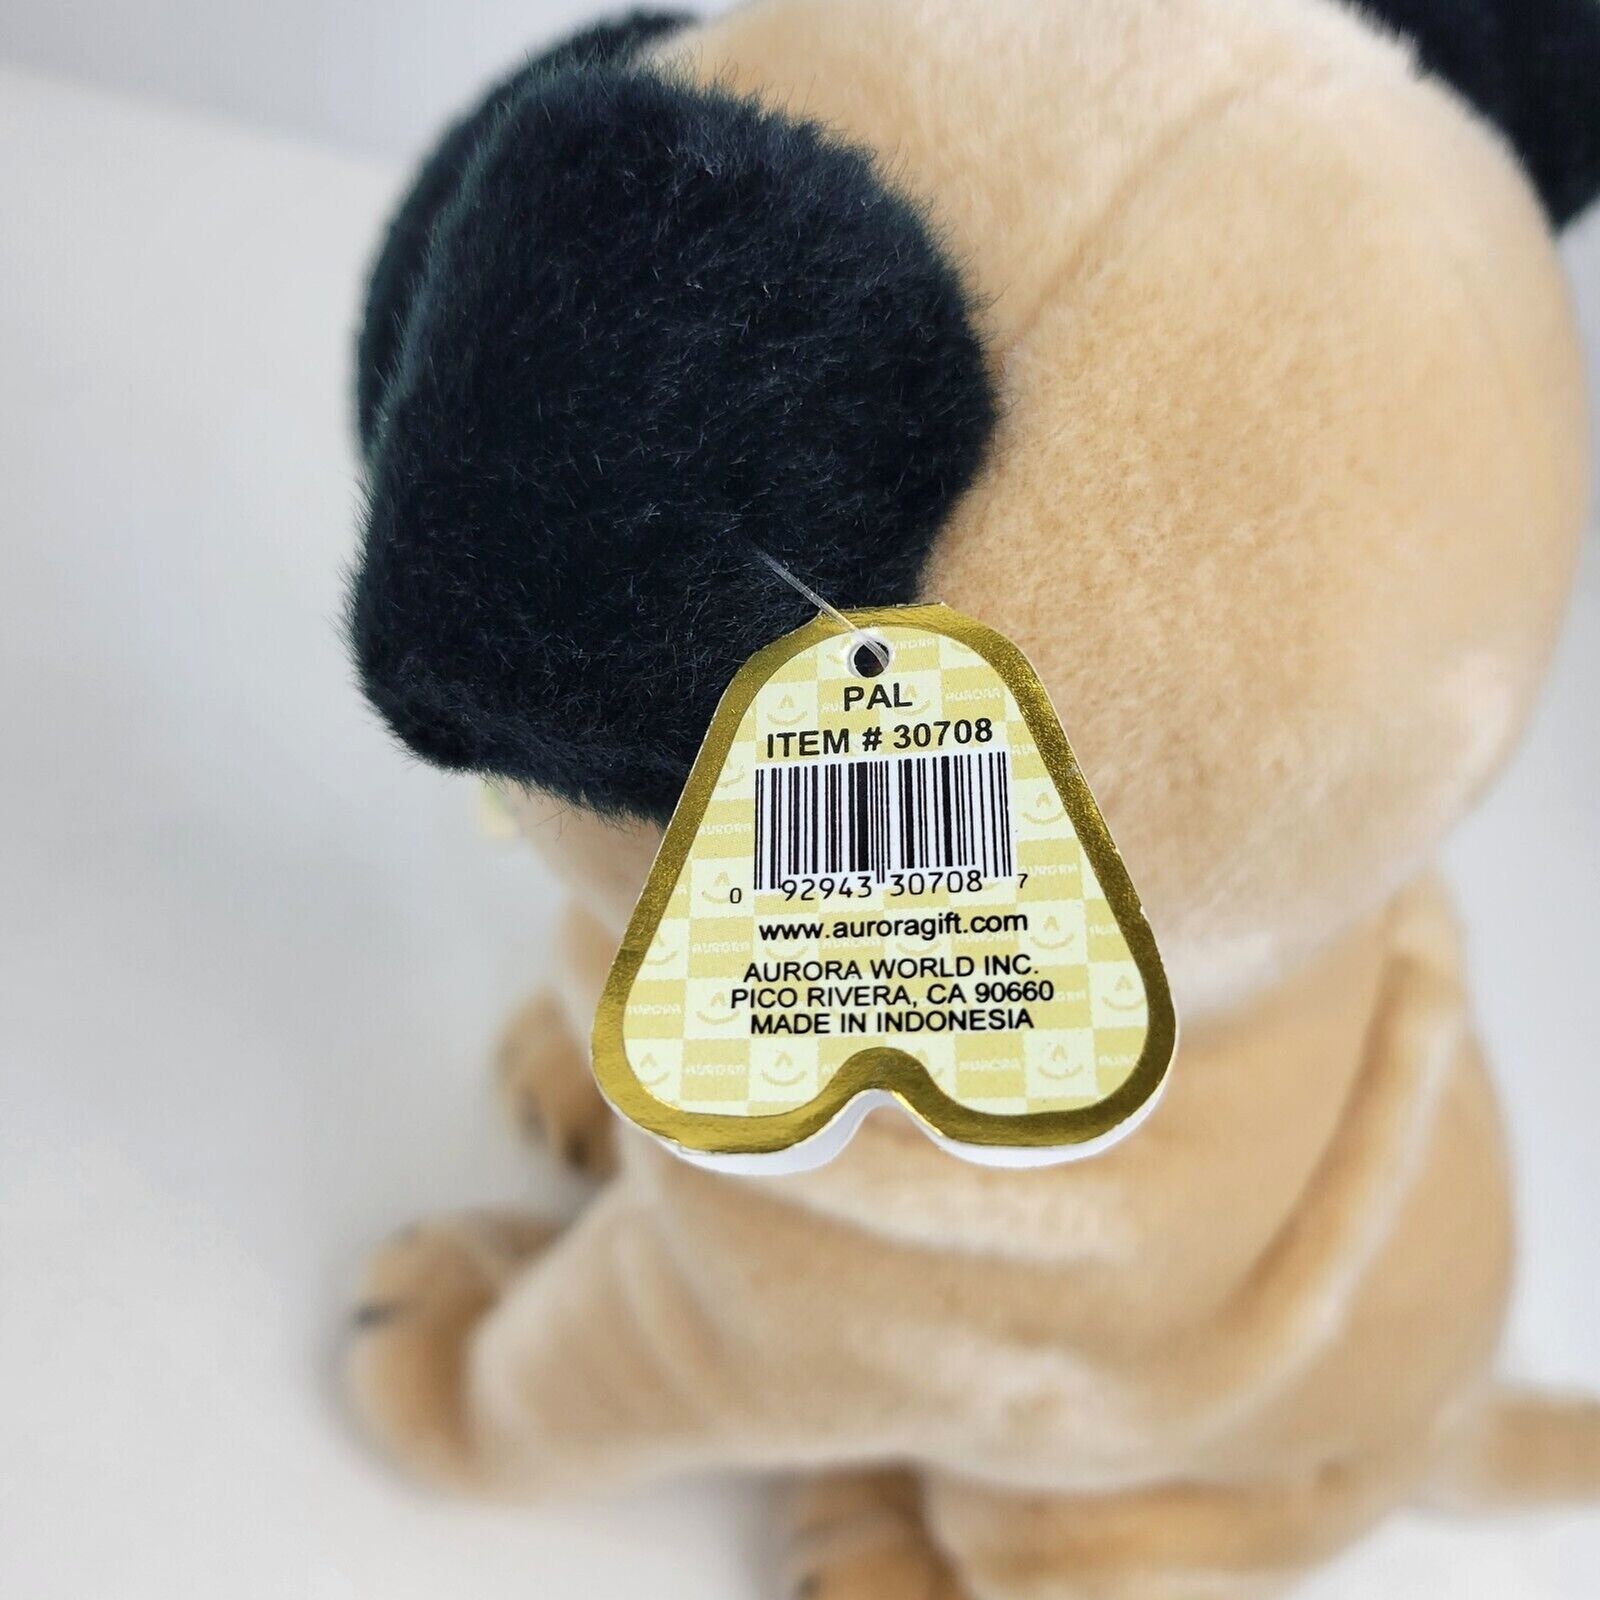 PAL
ITEM # 30708
0 92943 30708 7
www.auroragift.com
AURORA WORLD INC.
PICO RIVERA, CA 90660
MADE IN INDONESIA